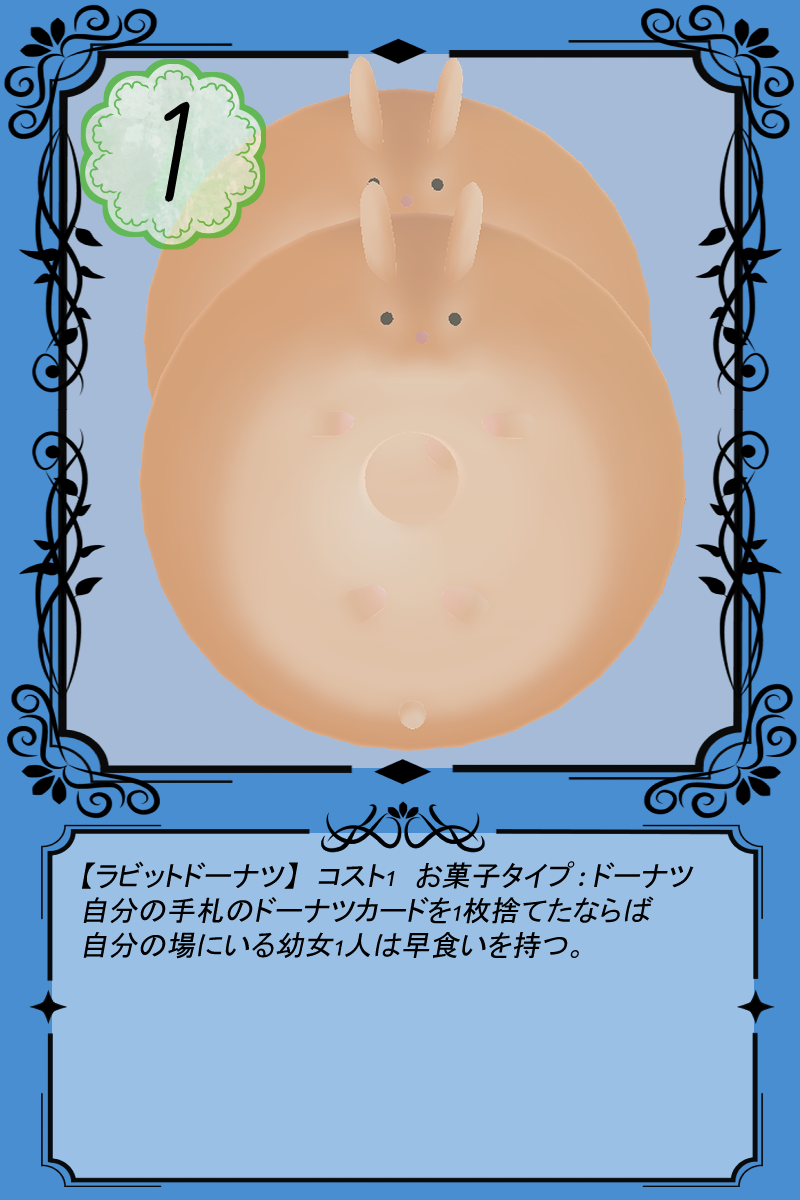 1
【ラビットドーナツ】 コスト1 お菓子タイプ:ドーナツ
自分の手札のドーナツカードを1枚捨てたならば
自分の場にいる幼女1人は早食いを持つ。